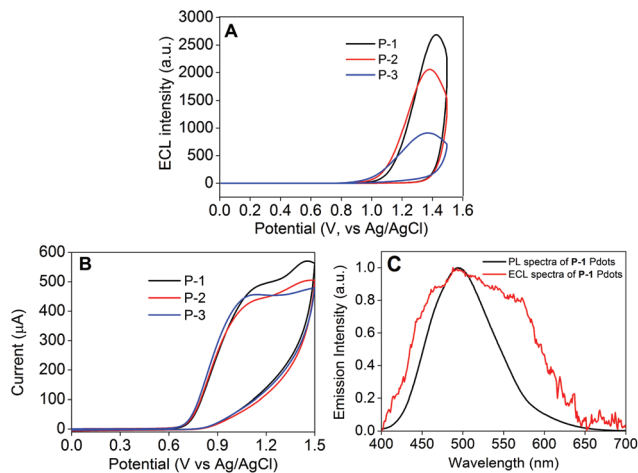 A
ECL intensity (a.u.)
3000
2500
2000
1500
1000
500
0
P-1
P-2
P-3
0.0 0.2 0.4 0.6 0.8 1.0 1.2 1.4 1.6
Potential (V, vs Ag/AgCl)
B
Current (μA)
600
500
400
300
200
100
0
P-1
P-2
P-3
0.0 0.3 0.6 0.9 1.2 1.5
Potential (V vs Ag/AgCl)
C
Emission Intensity (a.u.)
1.0
0.8
0.6
0.4
0.2
0.0
PL spectra of P-1 Pdots
ECL spectra of P-1 Pdots
400 450 500 550 600 650 700
Wavelength (nm)